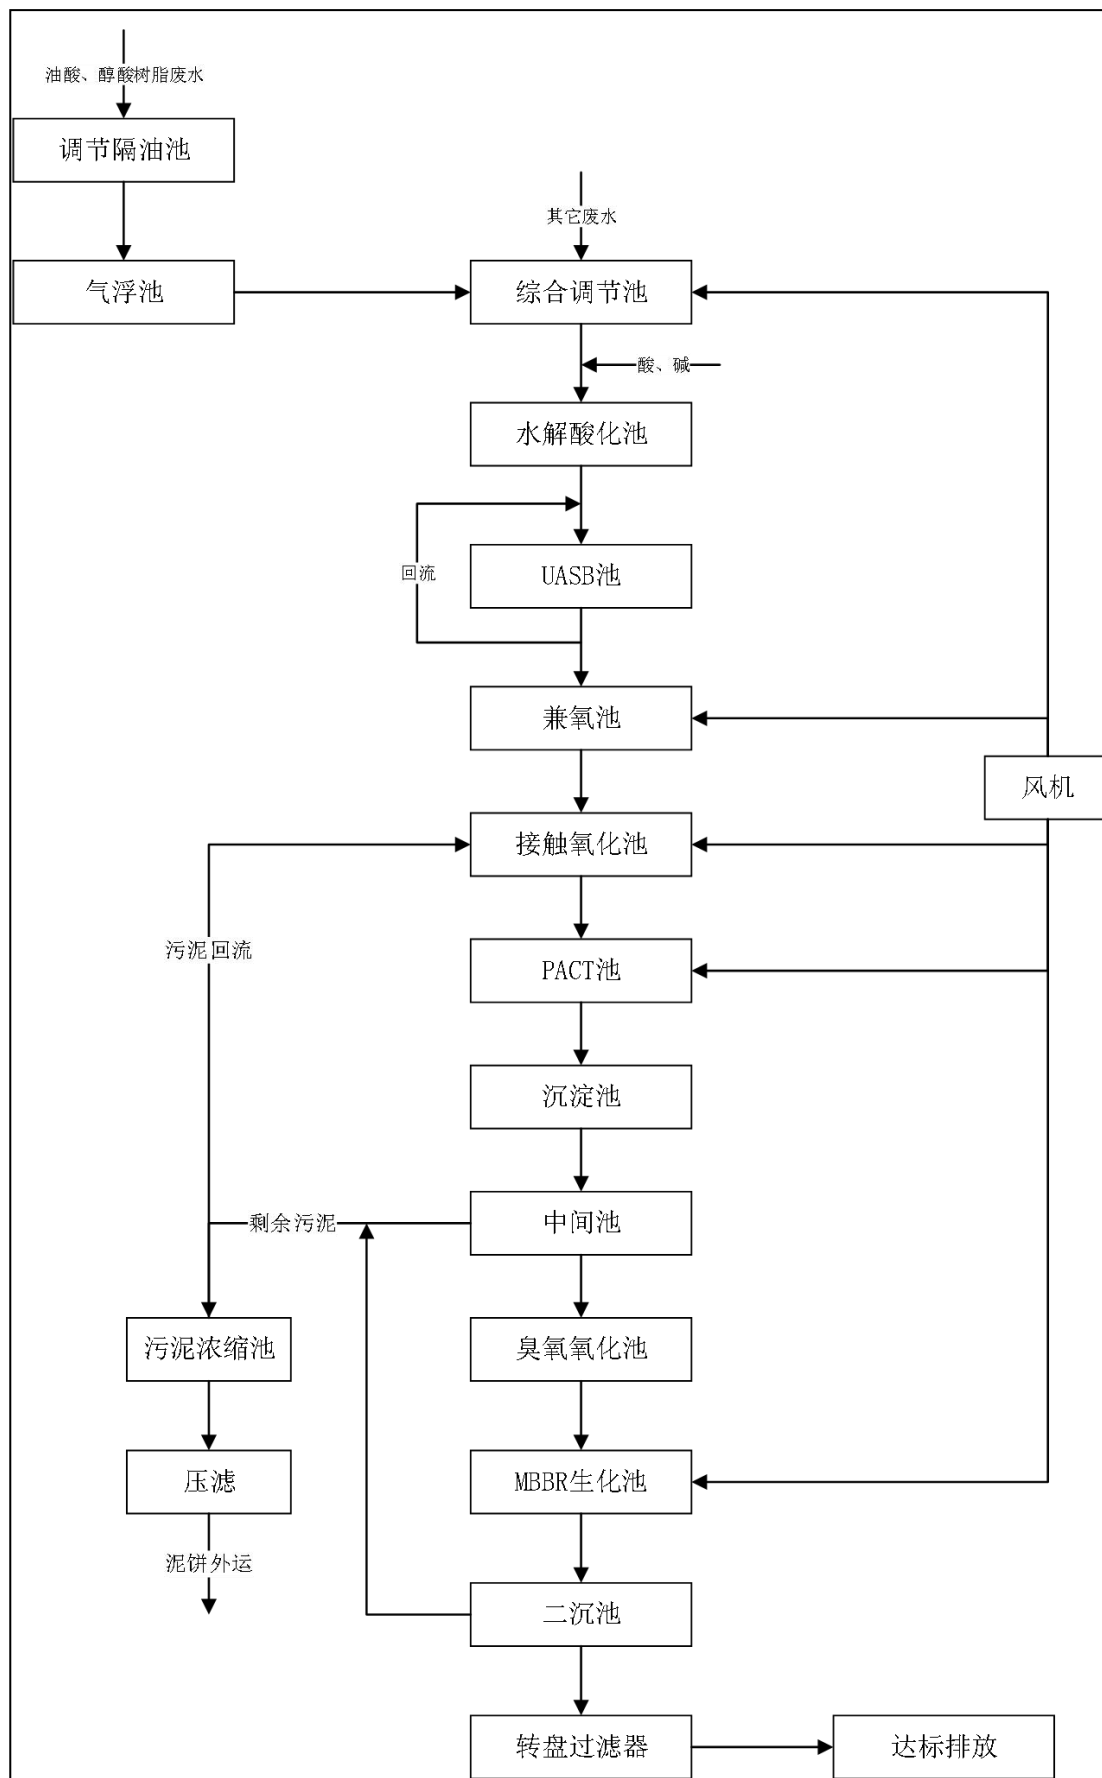 油酸、醇酸树脂废水
调节隔油池
其它废水
气浮池
综合调节池
酸、碱
水解酸化池
回流
UASB池
兼氧池
风机
接触氧化池
污泥回流
PACT池
沉淀池
剩余污泥
中间池
污泥浓缩池
臭氧氧化池
压滤
MBBR生化池
泥饼外运
二沉池
转盘过滤器
达标排放